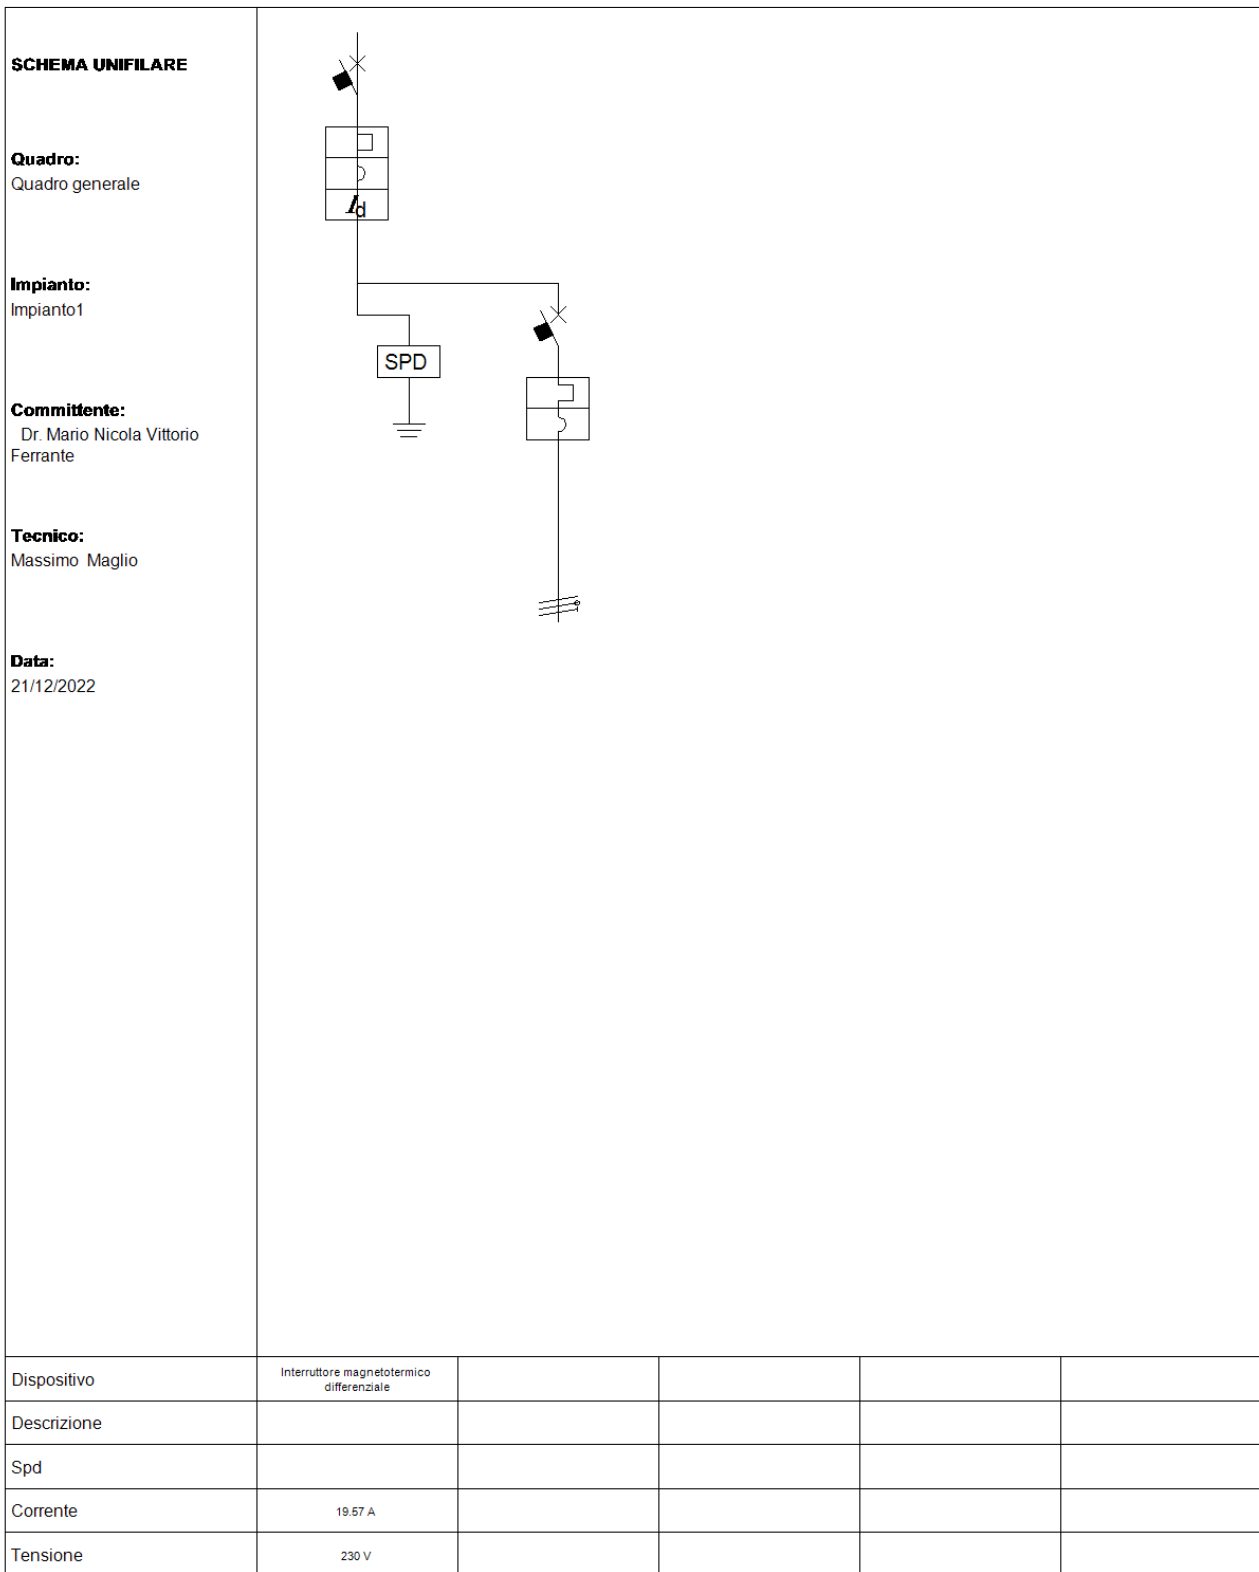 SCHEMA UNIFILARE
Quadro:
Quadro generale
Impianto:
Impianto1
Committente:
Dr. Mario Nicola Vittorio
Ferrante
Tecnico:
Massimo Maglio
Data:
21/12/2022
Id
SPD
Dispositivo
Interruttore magnetotermico
differenziale
Descrizione
Spd
Corrente
19.57 A
Tensione
230 V